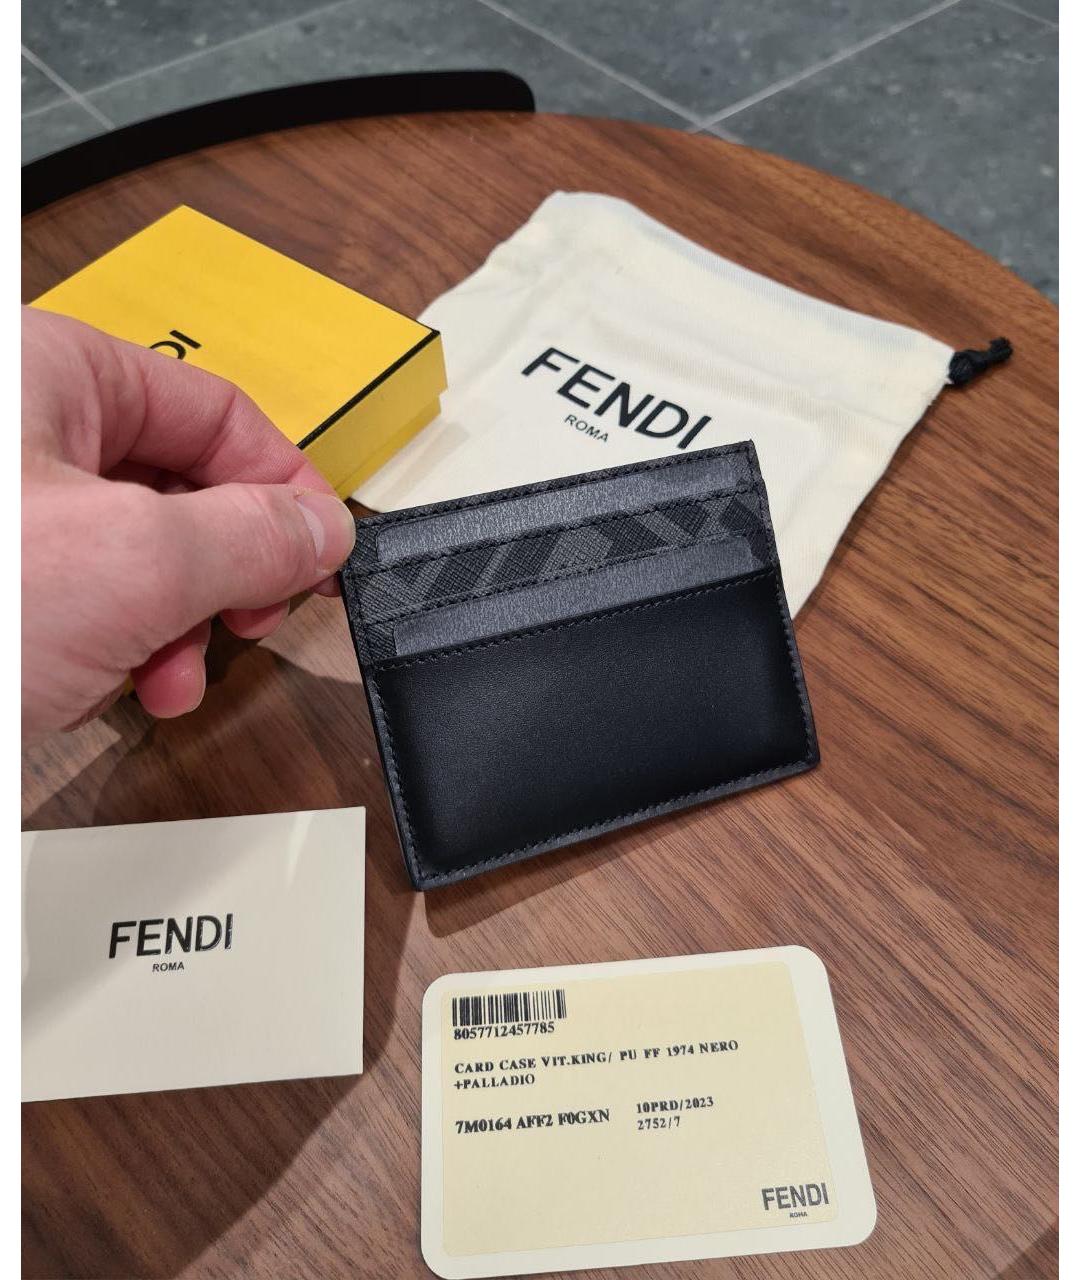 DI
FENDI
ROMA
FENDI
ROMA
8057712457785
CARD CASE VIT.KING/ PU FF 1974 NERO
+PALLADIO
7M0164 AFF2 F0GXN
10PRD/2023
2752/7
FENDI
ROMA